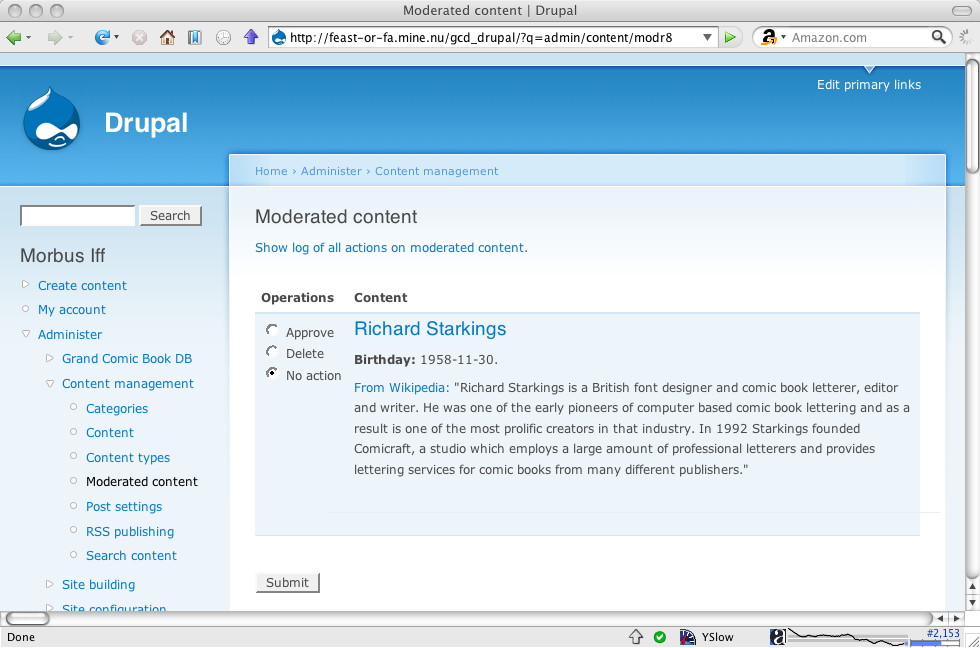 Moderated content | Drupal
http://feast-or-fa.mine.nu/gcd_drupal/?q=admin/content/modr8
Amazon.com
Edit primary links
Drupal
Home › Administer › Content management
Search
Morbus Iff
Create content
My account
Administer
Grand Comic Book DB
Content management
Categories
Content
Content types
Moderated content
Post settings
RSS publishing
Search content
Site building
Site configuration
Moderated content
Show log of all actions on moderated content.
Operations Content
Approve
Delete
No action
Richard Starkings
Birthday: 1958-11-30.
From Wikipedia: "Richard Starkings is a British font designer and comic book letterer, editor
and writer. He was one of the early pioneers of computer based comic book lettering and as a
result is one of the most prolific creators in that industry. In 1992 Starkings founded
Comicraft, a studio which employs a large amount of professional letterers and provides
lettering services for comic books from many different publishers."
Submit
Done
YSlow
a
#2,153